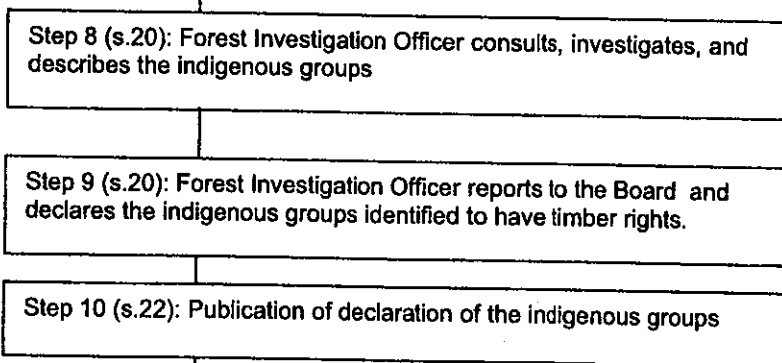 Step 8 (s.20): Forest Investigation Officer consults, investigates, and
describes the indigenous groups
Step 9 (s.20): Forest Investigation Officer reports to the Board and
declares the indigenous groups identified to have timber rights.
Step 10 (s.22): Publication of declaration of the indigenous groups